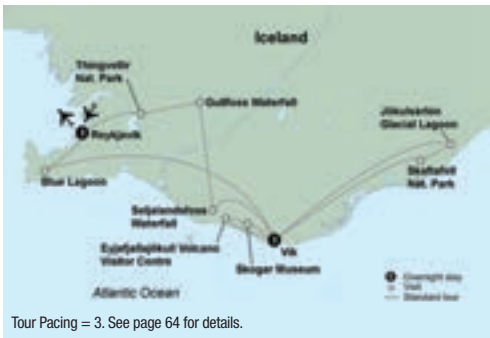 Iceland
Thingvellir
Nat. Park
Gullfoss Waterfall
Jökulsárlón
Glacial Lagoon
Reykjavik
Skaftafell
Nat. Park
Blue Lagoon
Seljalandsfoss
Waterfall
Vik
Eyjafjallajökull Volcano
Visitor Centre
Skogar Museum
Overnight stay
Visit
Standard tour
Atlantic Ocean
Tour Pacing = 3. See page 64 for details.